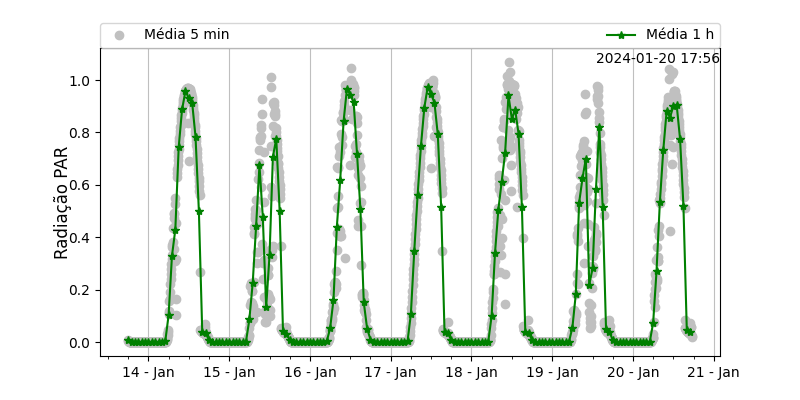 Média 5 min
Média 1 h
2024-01-20 17:56
Radiação PAR
1.0
0.8
0.6
0.4
0.2
0.0
14 - Jan
15 - Jan
16 - Jan
17 - Jan
18 - Jan
19 - Jan
20 - Jan
21 - Jan